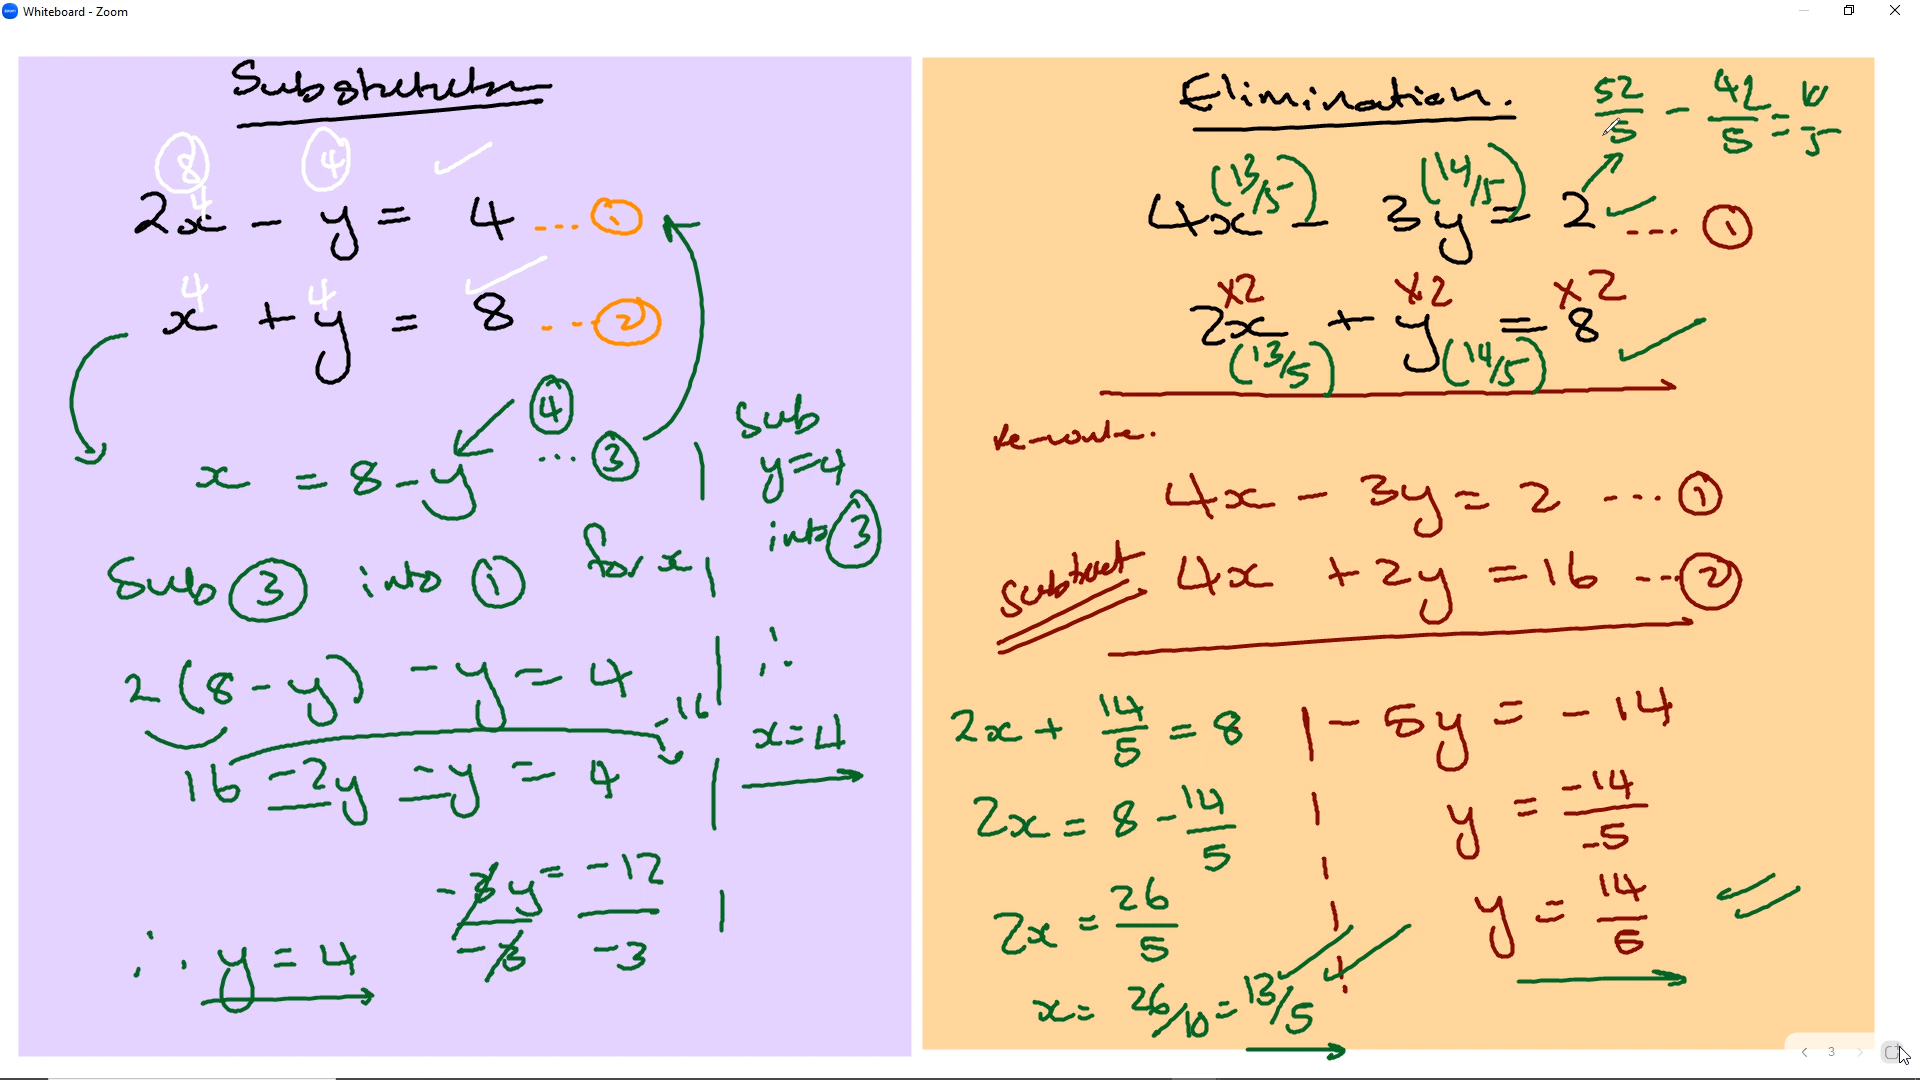 Whiteboard - Zoom
Substitution
8 4 ✓
4
2x - y = 4 ... ①
4 4 ✓
x + y = 8 ... ②
④
x = 8 - y ... ③
Sub ③ into ① for x
2(8 - y) - y = 4
-16
16 - 2y - y = 4
-3y = -12
-3 -3
∴ y = 4
Sub
y = 4
into ③
∴
x = 4
Elimination.
52/5 - 42/5 = 10/5
(13/5) (14/5)
4x - 3y = 2 ✓ ... ①
x2 x2 x2
2x + y = 8 ✓
(13/5) (14/5)
Re-write.
4x - 3y = 2 ... ①
Subtract 4x + 2y = 16 ... ②
-5y = -14
y = -14/-5
y = 14/5
2x + 14/5 = 8
2x = 8 - 14/5
2x = 26/5
x = 26/10 = 13/5
3